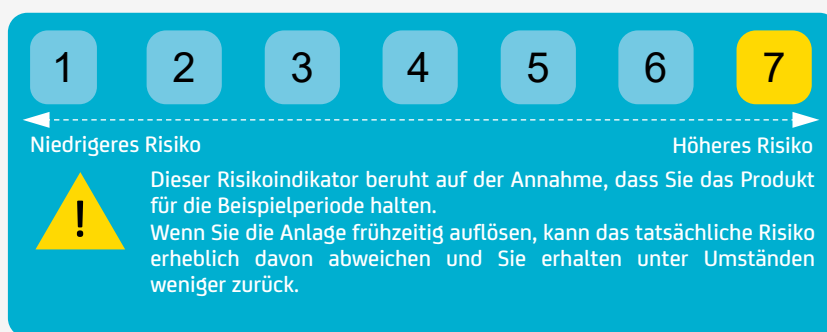 1 2 3 4 5 6 7
Niedrigeres Risiko Höheres Risiko
! Dieser Risikoindikator beruht auf der Annahme, dass Sie das Produkt
für die Beispielperiode halten.
Wenn Sie die Anlage frühzeitig auflösen, kann das tatsächliche Risiko
erheblich davon abweichen und Sie erhalten unter Umständen
weniger zurück.